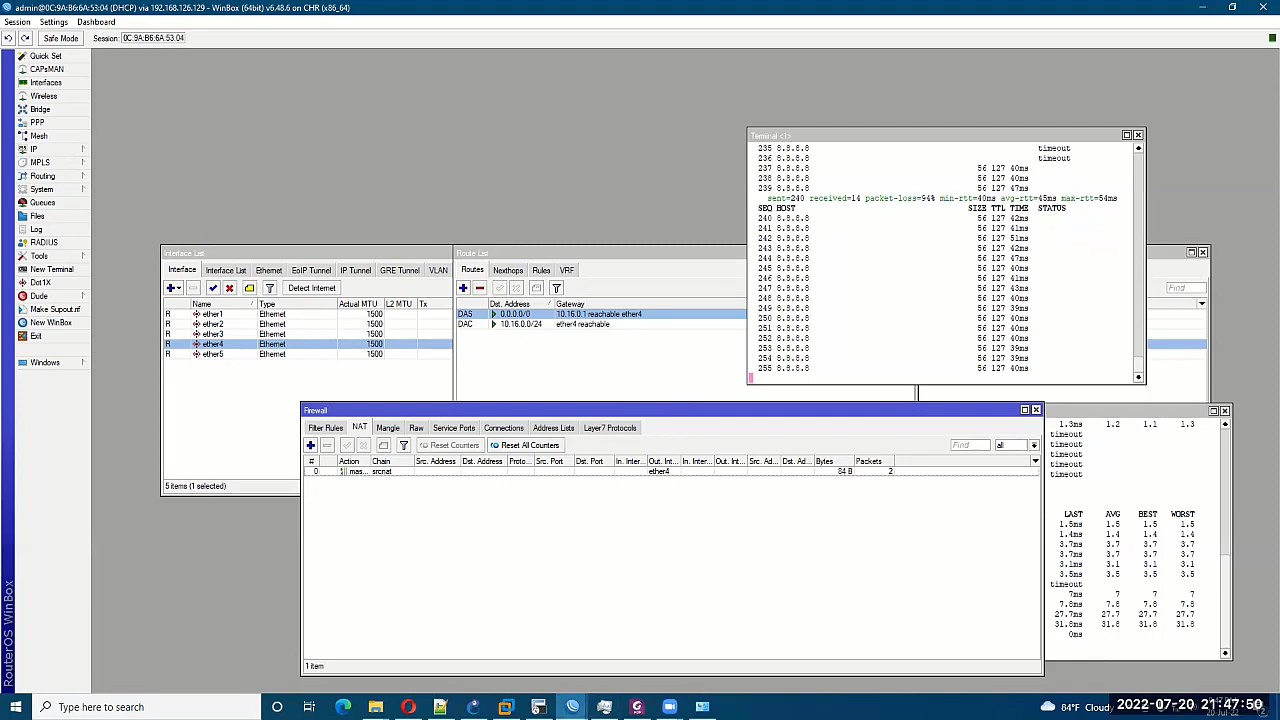 admin@0C:9A:B6:6A:53:04 (DHCP) via 192.168.126.129 - WinBox (64bit) v6.48.6 on CHR (x86_64)
Session Settings Dashboard
Safe Mode Session: 0C:9A:B6:6A:53:04
Quick Set
CAPsMAN
Interfaces
Wireless
Bridge
PPP
Mesh
IP
MPLS
Routing
System
Queues
Files
Log
RADIUS
Tools
New Terminal
Dot1X
Dude
Make Supout.rif
New WinBox
Exit
Windows
RouterOS WinBox
Terminal <1>
235 8.8.8.8 timeout
236 8.8.8.8 timeout
237 8.8.8.8 56 127 40ms
238 8.8.8.8 56 127 40ms
239 8.8.8.8 56 127 47ms
sent=240 received=14 packet-loss=94% min-rtt=40ms avg-rtt=45ms max-rtt=54ms
SEQ HOST SIZE TTL TIME STATUS
240 8.8.8.8 56 127 42ms
241 8.8.8.8 56 127 41ms
242 8.8.8.8 56 127 51ms
243 8.8.8.8 56 127 42ms
244 8.8.8.8 56 127 47ms
245 8.8.8.8 56 127 40ms
246 8.8.8.8 56 127 41ms
247 8.8.8.8 56 127 43ms
248 8.8.8.8 56 127 40ms
249 8.8.8.8 56 127 39ms
250 8.8.8.8 56 127 40ms
251 8.8.8.8 56 127 40ms
252 8.8.8.8 56 127 40ms
253 8.8.8.8 56 127 39ms
254 8.8.8.8 56 127 39ms
255 8.8.8.8 56 127 40ms
Interface List
Interface Interface List Ethernet EoIP Tunnel IP Tunnel GRE Tunnel VLAN
Detect Internet
Name Type Actual MTU L2 MTU Tx
R ether1 Ethernet 1500
R ether2 Ethernet 1500
R ether3 Ethernet 1500
R ether4 Ethernet 1500
R ether5 Ethernet 1500
5 items (1 selected)
Route List
Routes Nexthops Rules VRF
Find
Dst. Address Gateway
DAS 0.0.0.0/0 10.16.0.1 reachable ether4
DAC 10.16.0.0/24 ether4 reachable
Firewall
Filter Rules NAT Mangle Raw Service Ports Connections Address Lists Layer7 Protocols
Reset Counters Reset All Counters Find all
# Action Chain Src. Address Dst. Address Proto... Src. Port Dst. Port In. Inter... Out. Int... In. Inter... Out. Int... Src. Ad... Dst. Ad... Bytes Packets
0 mas... srcnat ether4 84 B 2
1 item
1.3ms 1.2 1.1 1.3
timeout
timeout
timeout
timeout
timeout
LAST AVG BEST WORST
1.5ms 1.5 1.5 1.5
1.4ms 1.4 1.4 1.4
3.7ms 3.7 3.7 3.7
3.7ms 3.7 3.7 3.7
3.1ms 3.1 3.1 3.1
3.5ms 3.5 3.5 3.5
timeout
7ms 7 7 7
7.8ms 7.8 7.8 7.8
27.7ms 27.7 27.7 27.7
31.8ms 31.8 31.8 31.8
0ms
Type here to search
84°F Cloudy
2022-07-20 21:47:50